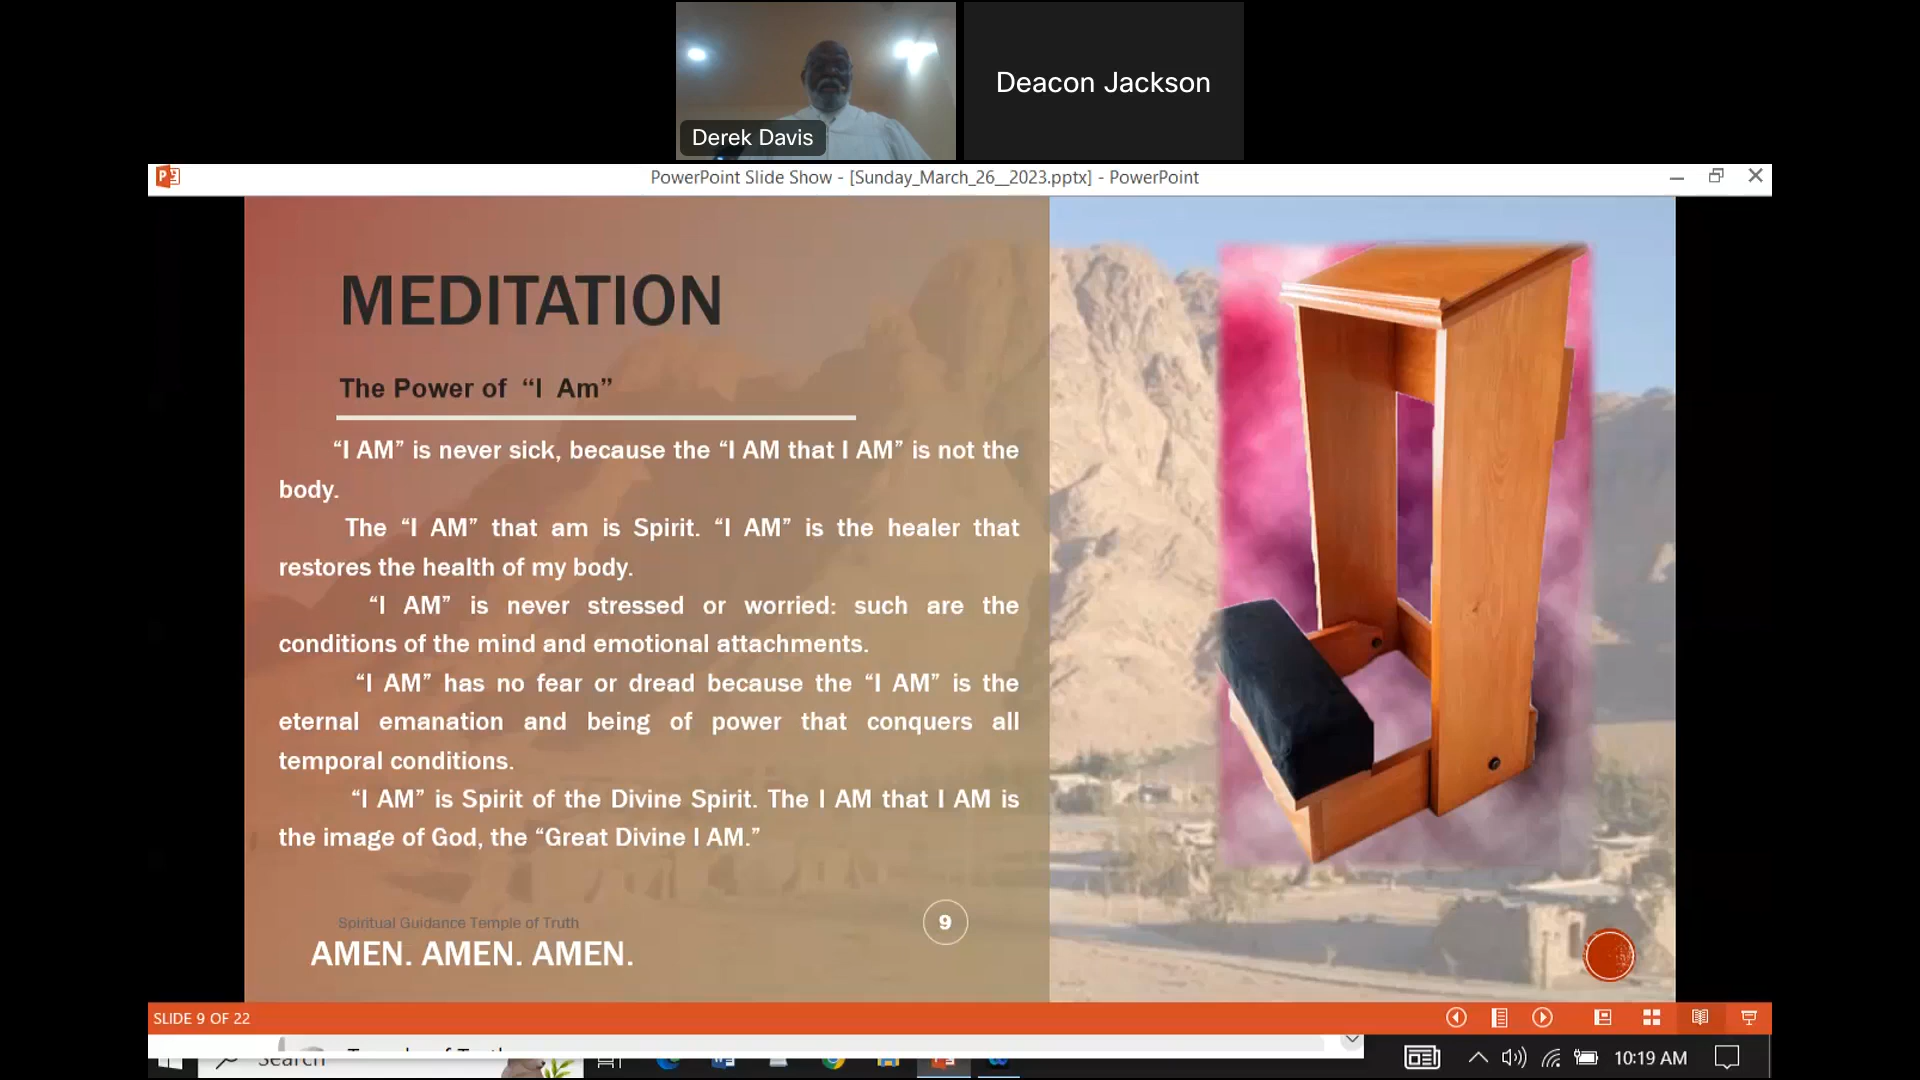 Deacon Jackson
Derek Davis
PowerPoint Slide Show - [Sunday_March_26__2023.pptx] - PowerPoint
MEDITATION
The Power of “I Am”
“I AM” is never sick, because the “I AM that I AM” is not the
body.
The “I AM” that am is Spirit. “I AM” is the healer that
restores the health of my body.
“I AM” is never stressed or worried: such are the
conditions of the mind and emotional attachments.
“I AM” has no fear or dread because the “I AM” is the
eternal emanation and being of power that conquers all
temporal conditions.
“I AM” is Spirit of the Divine Spirit. The I AM that I AM is
the image of God, the “Great Divine I AM.”
Spiritual Guidance Temple of Truth
9
AMEN. AMEN. AMEN.
SLIDE 9 OF 22
Search
10:19 AM